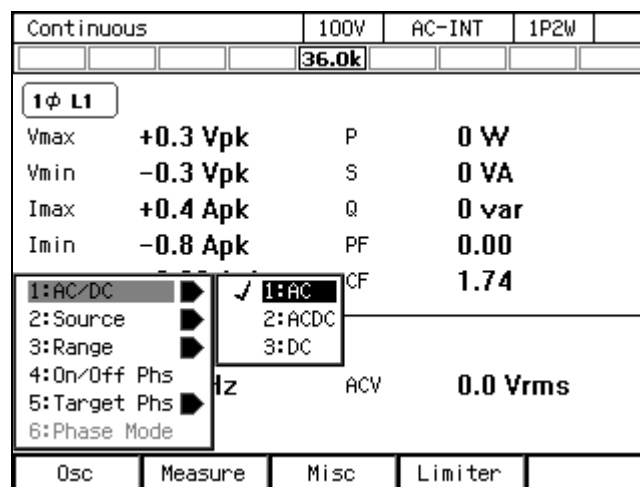 Continuous 100V AC-INT 1P2W
36.0k
1ϕ L1
Vmax +0.3 Vpk P 0 W
Vmin -0.3 Vpk S 0 VA
Imax +0.4 Apk Q 0 var
Imin -0.8 Apk PF 0.00
CF 1.74
1:AC/DC
2:Source
3:Range
4:On/Off Phs
5:Target Phs
6:Phase Mode
✓ 1:AC
2:ACDC
3:DC
Hz ACV 0.0 Vrms
Osc Measure Misc Limiter